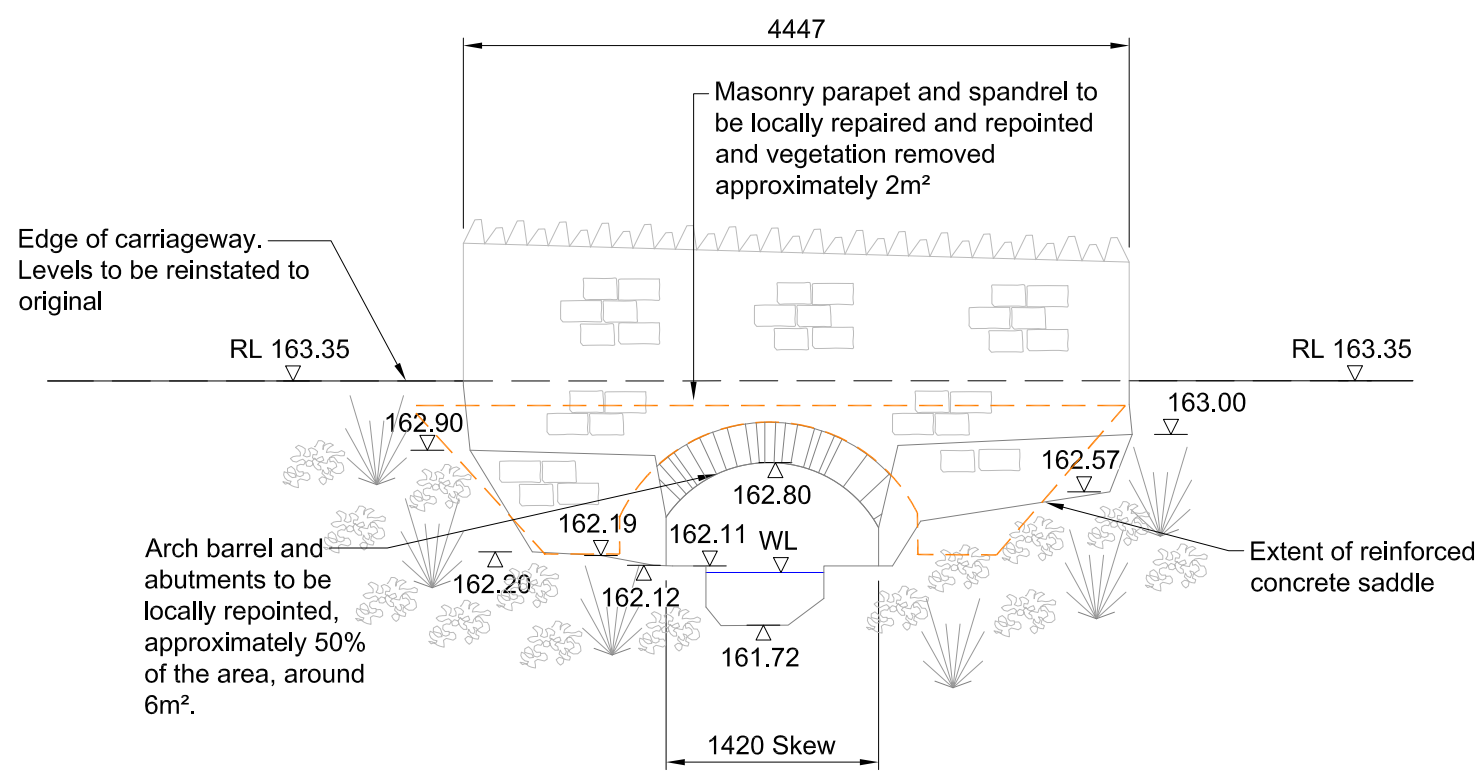 4447
Masonry parapet and spandrel to
be locally repaired and repointed
and vegetation removed
approximately 2m²
Edge of carriageway.
Levels to be reinstated to
original
RL 163.35
RL 163.35
162.90
163.00
162.57
162.80
162.19
162.11
WL
162.20
162.12
161.72
Arch barrel and
abutments to be
locally repointed,
approximately 50%
of the area, around
6m².
Extent of reinforced
concrete saddle
1420 Skew